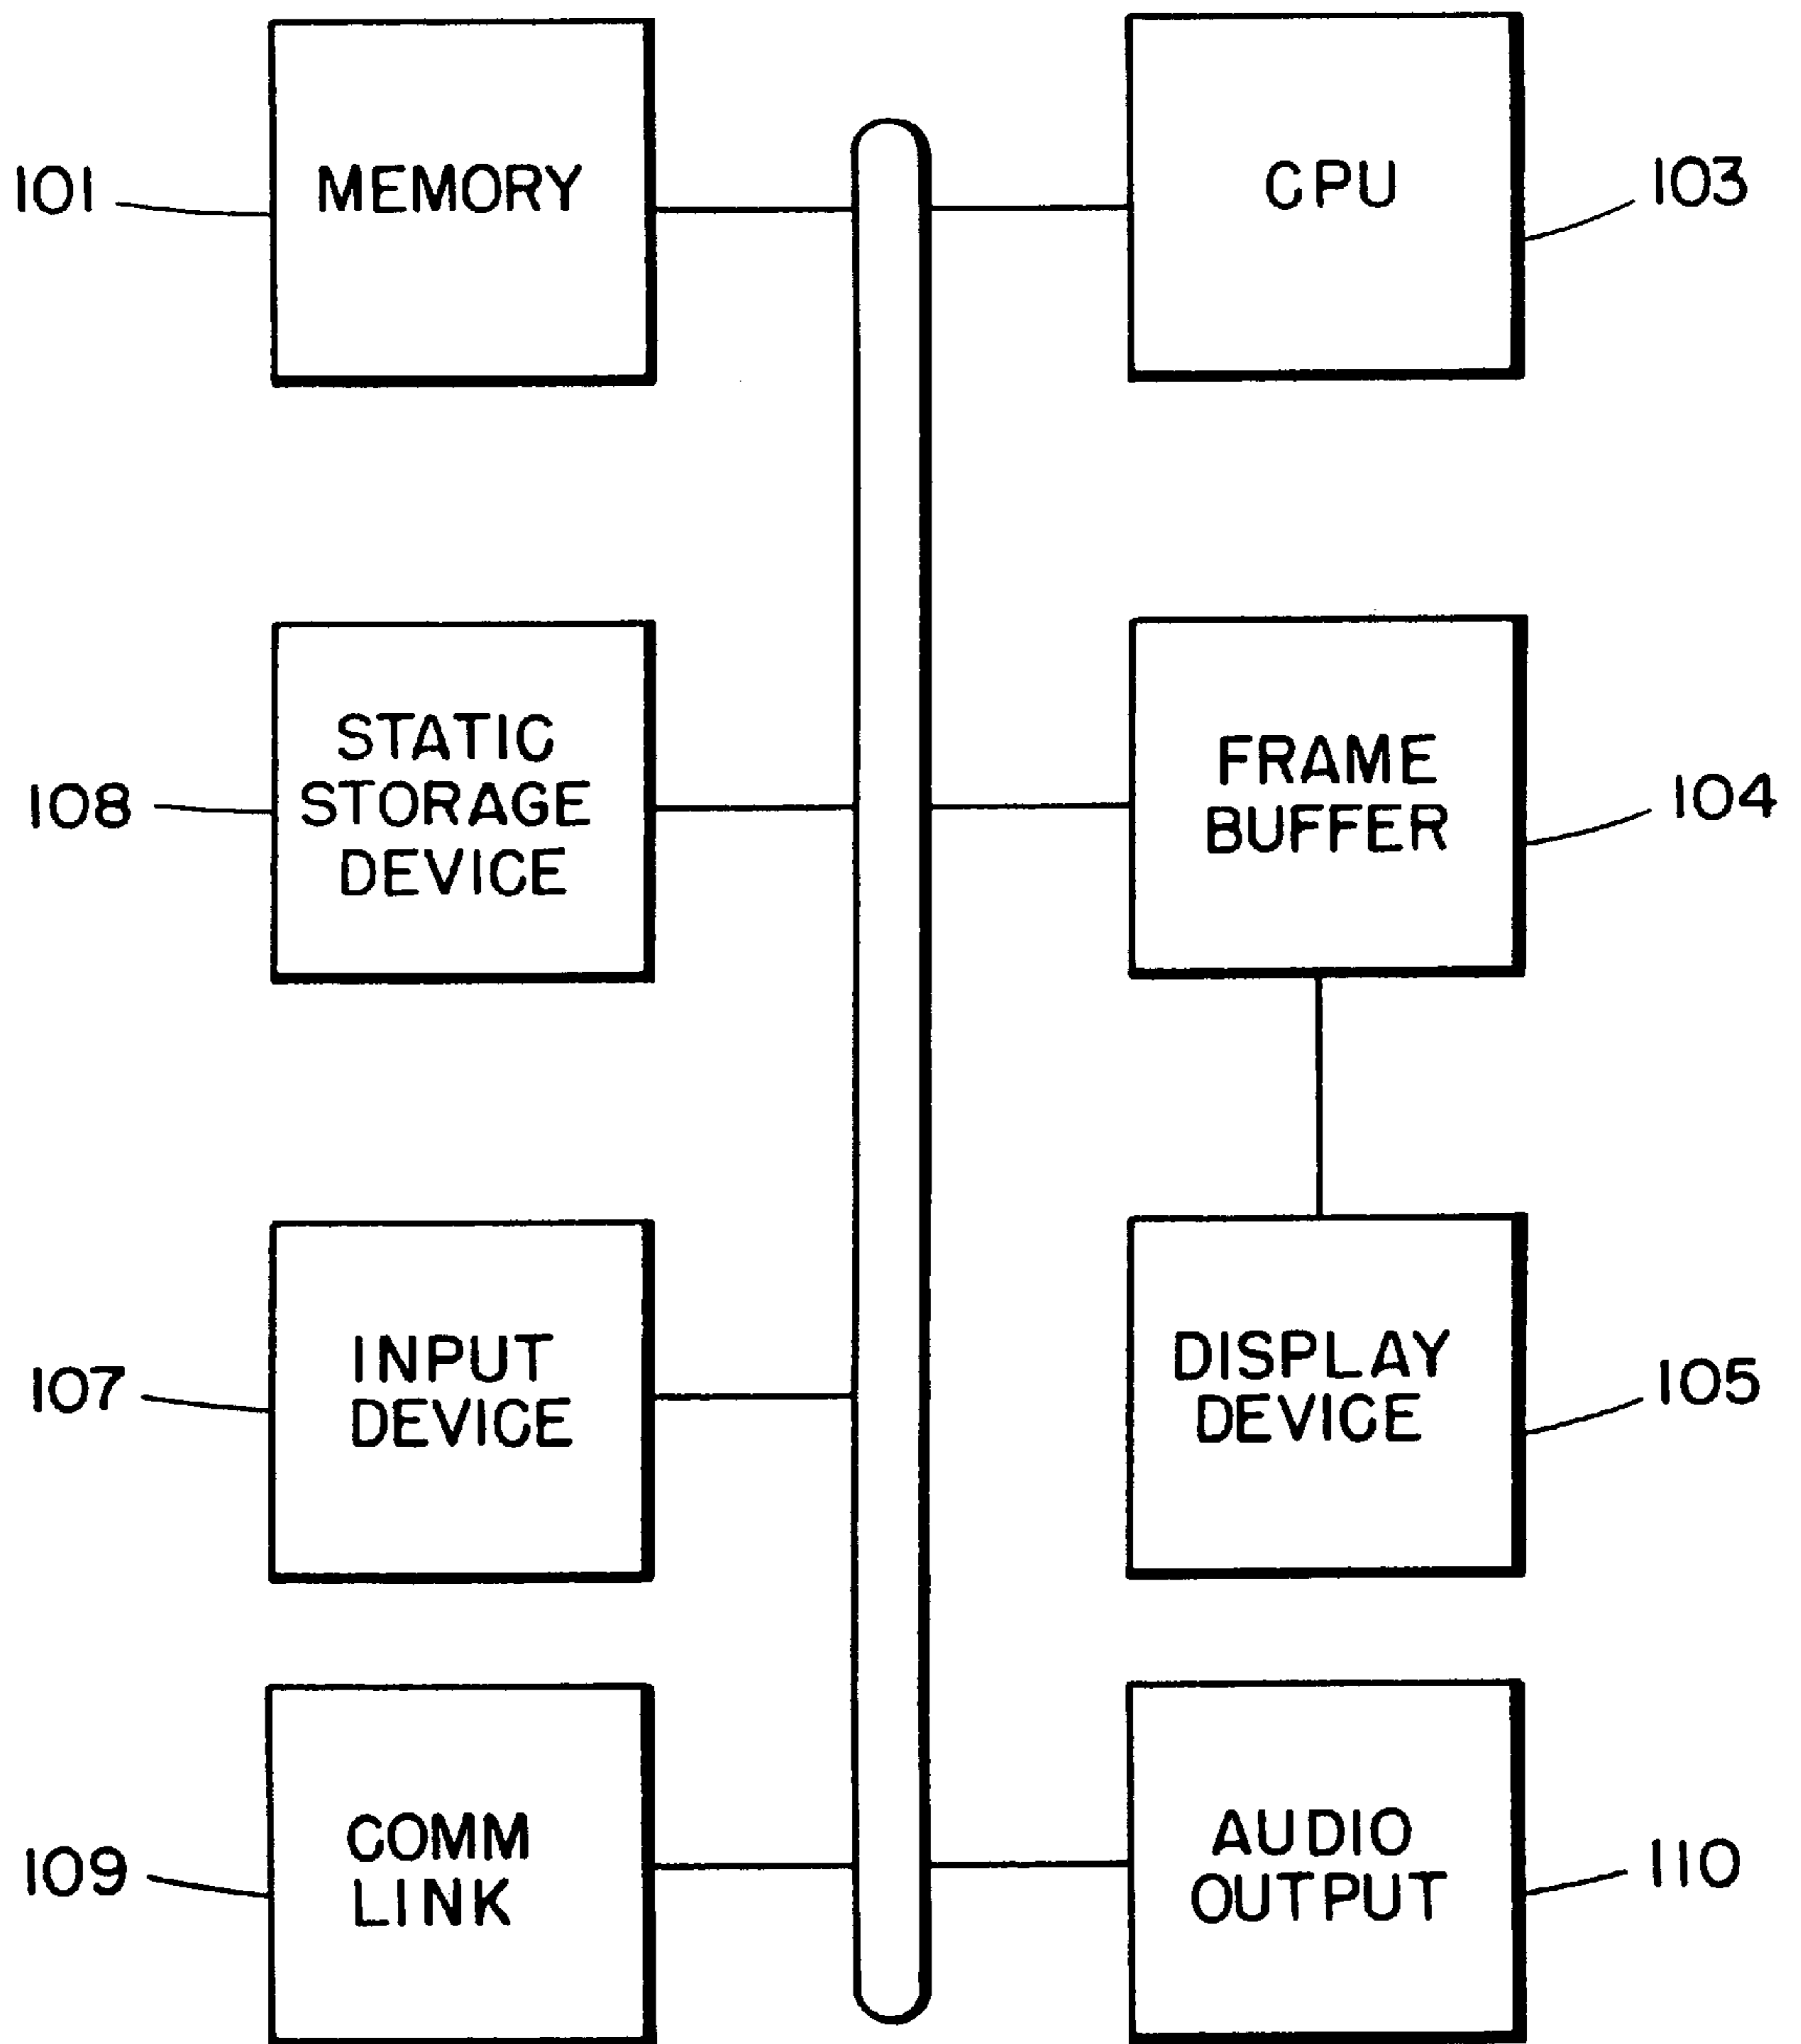 101
MEMORY
CPU
103
108
STATIC
STORAGE
DEVICE
FRAME
BUFFER
104
107
INPUT
DEVICE
DISPLAY
DEVICE
105
109
COMM
LINK
AUDIO
OUTPUT
110